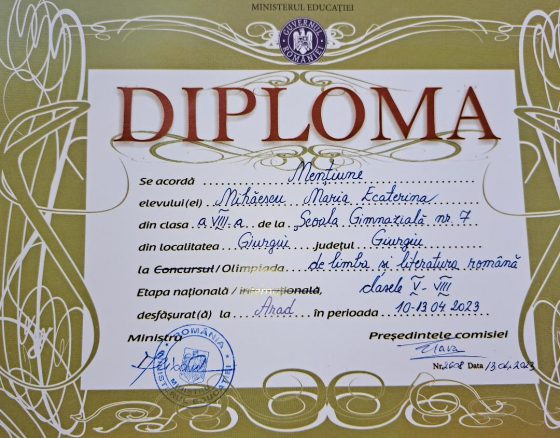 MINISTERUL EDUCAȚIEI
GUVERNUL ROMÂNIEI
DIPLOMA
Se acordă Mențiune
elevului(ei) Mihăescu Maria Ecaterina
din clasa a VIII.a de la Școala Gimnazială nr. 7
din localitatea Giurgiu județul Giurgiu
la Concursul/Olimpiada de limba și literatura română
Etapa națională / internațională, clasele V - VIII
desfășurat(ă) la Arad în perioada 10-13 04 2023
Ministru Președintele comisiei
ROMÂNIA
Nr. 2608 Data 13.04.2023